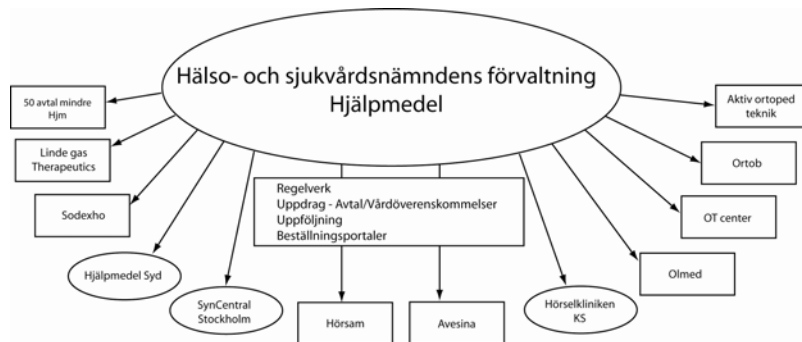 Hälso- och sjukvårdsnämndens förvaltning
Hjälpmedel
50 avtal mindre
Hjm
Linde gas
Therapeutics
Sodexho
Hjälpmedel Syd
SynCentral
Stockholm
Regelverk
Uppdrag - Avtal/Vårdöverenskommelser
Uppföljning
Beställningsportaler
Hörsam
Avesina
Hörselkliniken
KS
Olmed
OT center
Ortob
Aktiv ortoped
teknik